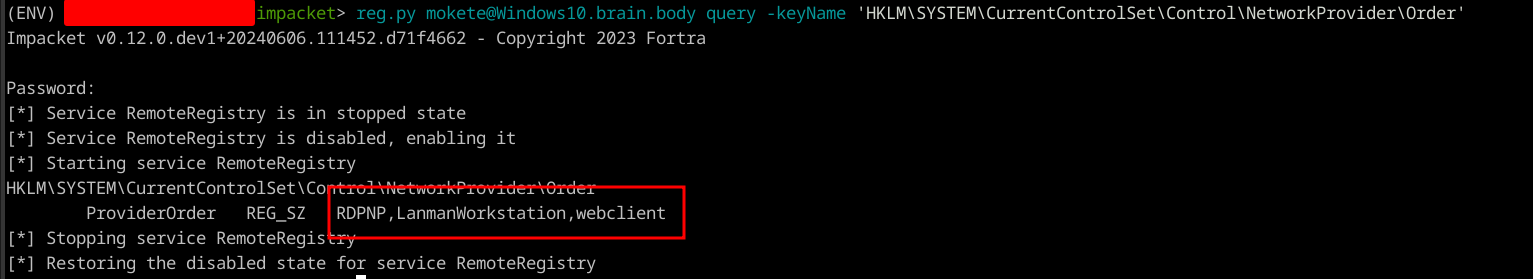 (ENV) impacket> reg.py mokete@Windows10.brain.body query -keyName 'HKLM\SYSTEM\CurrentControlSet\Control\NetworkProvider\Order'
Impacket v0.12.0.dev1+20240606.111452.d71f4662 - Copyright 2023 Fortra
Password:
[*] Service RemoteRegistry is in stopped state
[*] Service RemoteRegistry is disabled, enabling it
[*] Starting service RemoteRegistry
HKLM\SYSTEM\CurrentControlSet\Control\NetworkProvider\Order
ProviderOrder REG_SZ RDPNP,LanmanWorkstation,webclient
[*] Stopping service RemoteRegistry
[*] Restoring the disabled state for service RemoteRegistry